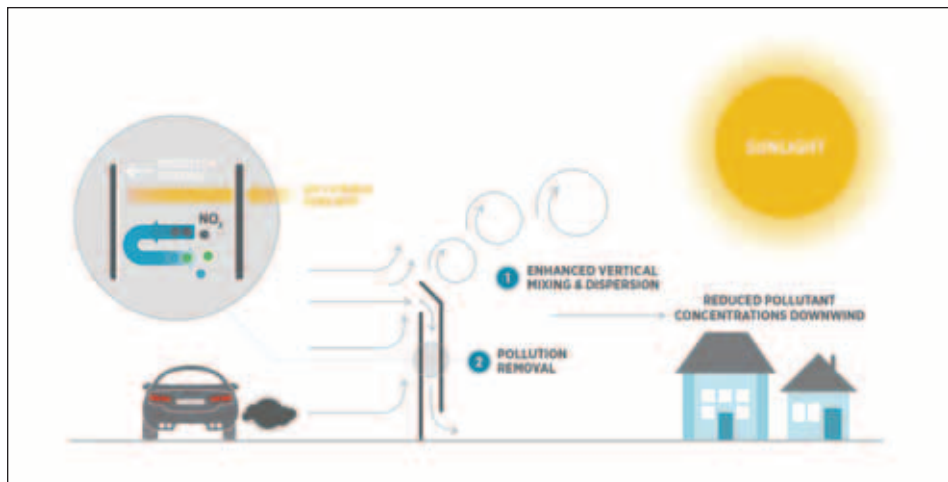 SUNLIGHT
NO₂
1
ENHANCED VERTICAL
MIXING & DISPERSION
REDUCED POLLUTANT
CONCENTRATIONS DOWNWIND
2
POLLUTION
REMOVAL